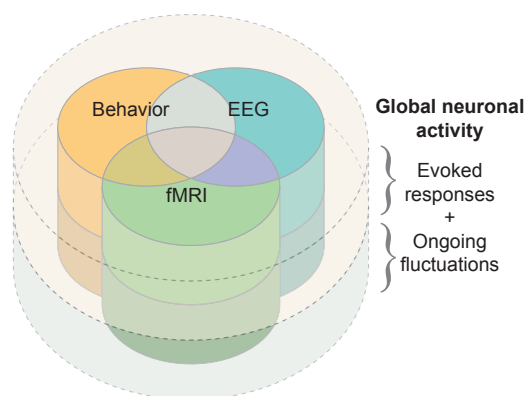 Behavior
EEG
fMRI
Global neuronal
activity
Evoked
responses
+
Ongoing
fluctuations